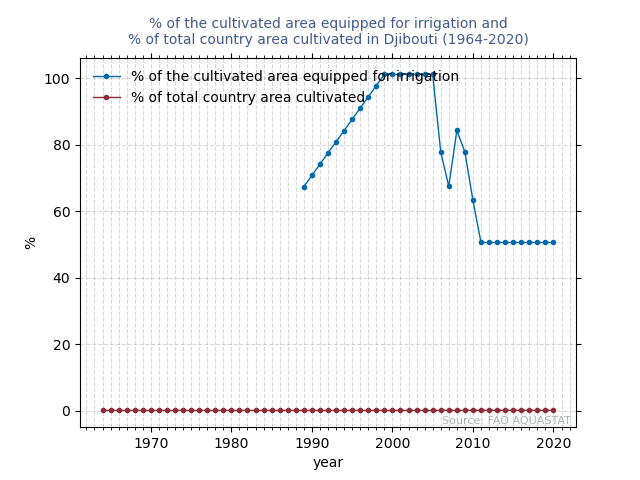 % of the cultivated area equipped for irrigation and
% of total country area cultivated in Djibouti (1964-2020)
% of the cultivated area equipped for irrigation
% of total country area cultivated
100
80
60
40
20
0
%
1970 1980 1990 2000 2010 2020
year
Source: FAO AQUASTAT